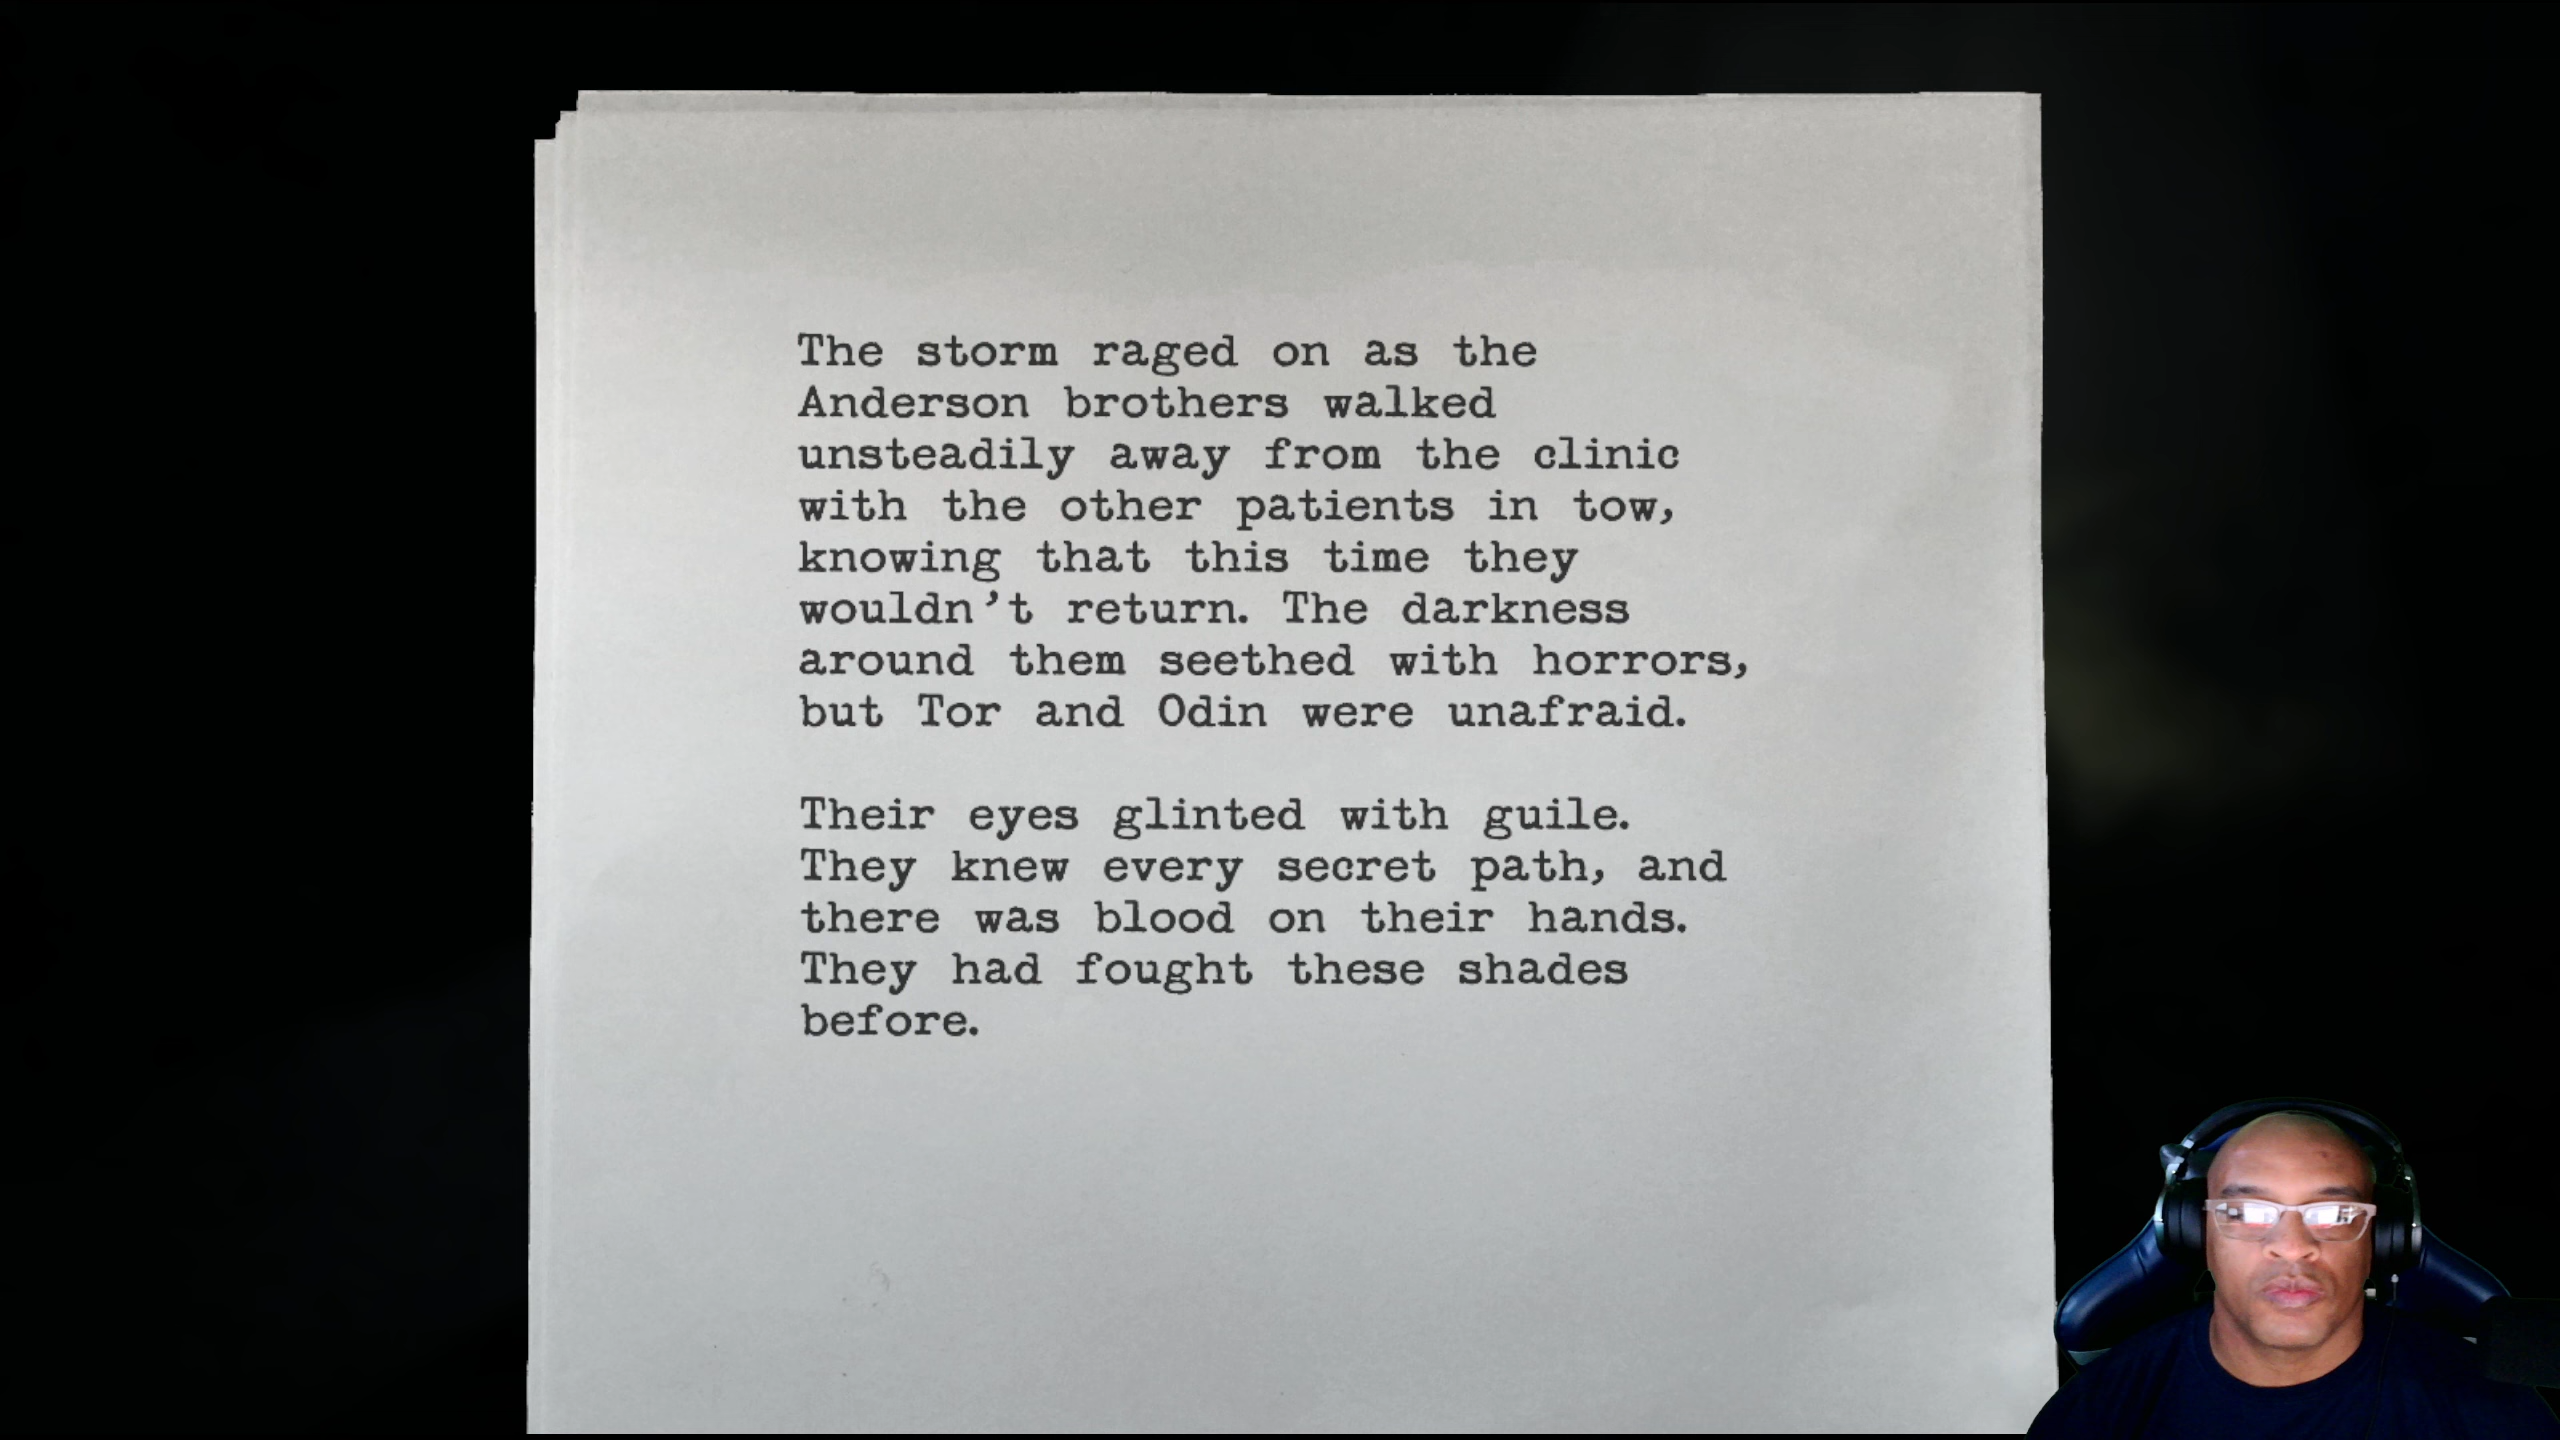 The storm raged on as the
Anderson brothers walked
unsteadily away from the clinic
with the other patients in tow,
knowing that this time they
wouldn't return. The darkness
around them seethed with horrors,
but Tor and Odin were unafraid.
Their eyes glinted with guile.
They knew every secret path, and
there was blood on their hands.
They had fought these shades
before.